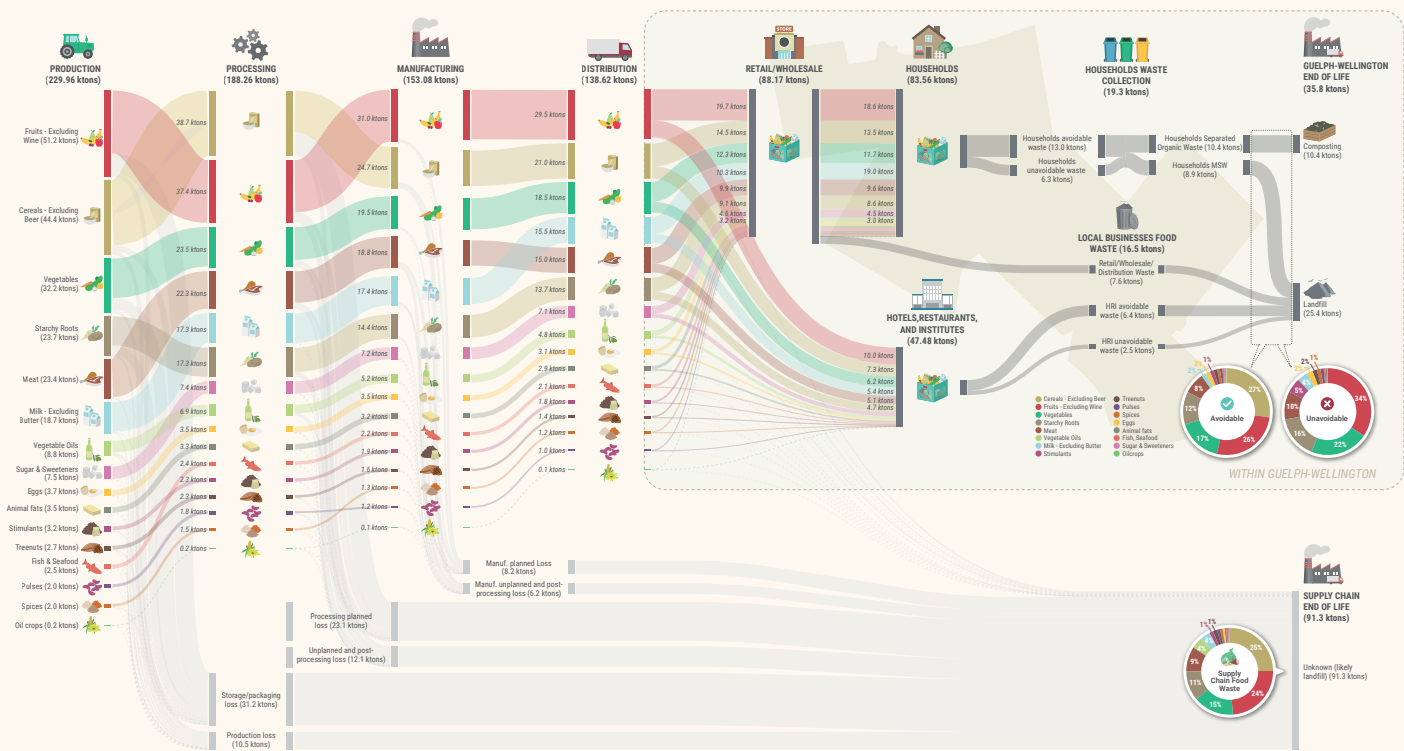 PRODUCTION
(229.96 ktons)
PROCESSING
(188.26 ktons)
MANUFACTURING
(153.08 ktons)
DISTRIBUTION
(138.62 ktons)
STORE
RETAIL/WHOLESALE
(88.17 ktons)
HOUSEHOLDS
(83.56 ktons)
HOUSEHOLDS WASTE
COLLECTION
(19.3 ktons)
GUELPH-WELLINGTON
END OF LIFE
(35.8 ktons)
Fruits - Excluding
Wine (51.2 ktons)
Cereals - Excluding
Beer (44.4 ktons)
Vegetables
(32.2 ktons)
Starchy Roots
(23.7 ktons)
Meat (23.4 ktons)
Milk - Excluding
Butter (18.7 ktons)
Vegetable Oils
(8.8 ktons)
Sugar & Sweeteners
(7.5 ktons)
Eggs (3.7 ktons)
Animal fats (3.5 ktons)
Stimulants (3.2 ktons)
Treenuts (2.7 ktons)
Fish & Seafood
(2.5 ktons)
Pulses (2.0 ktons)
Spices (2.0 ktons)
Oil crops (0.2 ktons)
38.7 ktons
37.4 ktons
23.5 ktons
22.3 ktons
17.3 ktons
17.3 ktons
7.4 ktons
6.9 ktons
3.5 ktons
3.3 ktons
2.4 ktons
2.3 ktons
2.3 ktons
1.8 ktons
1.5 ktons
0.2 ktons
31.0 ktons
24.7 ktons
19.5 ktons
18.8 ktons
17.4 ktons
14.4 ktons
7.2 ktons
5.2 ktons
3.5 ktons
3.2 ktons
2.2 ktons
1.9 ktons
1.6 ktons
1.3 ktons
1.2 ktons
0.1 ktons
29.5 ktons
21.0 ktons
18.5 ktons
15.5 ktons
15.0 ktons
13.7 ktons
7.1 ktons
4.8 ktons
3.1 ktons
2.9 ktons
2.1 ktons
1.8 ktons
1.4 ktons
1.2 ktons
1.0 ktons
0.1 ktons
19.7 ktons
14.5 ktons
12.3 ktons
10.3 ktons
9.9 ktons
9.1 ktons
4.6 ktons
3.2 ktons
18.6 ktons
13.5 ktons
11.7 ktons
19.0 ktons
9.6 ktons
8.6 ktons
4.5 ktons
3.0 ktons
Households avoidable
waste (13.0 ktons)
Households
unavoidable waste
6.3 ktons)
Households Separated
Organic Waste (10.4 ktons)
Households MSW
(8.9 ktons)
Composting
(10.4 ktons)
LOCAL BUSINESSES FOOD
WASTE (16.5 ktons)
Retail/Wholesale/
Distribution Waste
(7.6 ktons)
HRI avoidable
waste (6.4 ktons)
HRI unavoidable
waste (2.5 ktons)
Landfill
(25.4 ktons)
HOTELS,RESTAURANTS,
AND INSTITUTES
(47.48 ktons)
10.0 ktons
7.3 ktons
6.2 ktons
5.4 ktons
5.1 ktons
4.7 ktons
Cereals - Excluding Beer
Fruits - Excluding Wine
Vegetables
Starchy Roots
Meat
Vegetable Oils
Milk - Excluding Butter
Stimulants
Treenuts
Pulses
Spices
Eggs
Animal fats
Fish, Seafood
Sugar & Sweeteners
Oilcrops
Avoidable
27%
26%
17%
12%
8%
1%
Unavoidable
34%
22%
16%
10%
5%
4%
2%
1%
WITHIN GUELPH-WELLINGTON
Manuf. planned Loss
(8.2 ktons)
Manuf. unplanned and post-
processing loss (6.2 ktons)
Processing planned
loss (23.1 ktons)
Unplanned and post-
processing loss (12.1 ktons)
Storage/packaging
loss (31.2 ktons)
Production loss
(10.5 ktons)
SUPPLY CHAIN
END OF LIFE
(91.3 ktons)
Unknown (likely
landfill) (91.3 ktons)
Supply
Chain Food
Waste
25%
24%
15%
11%
9%
1%
1%